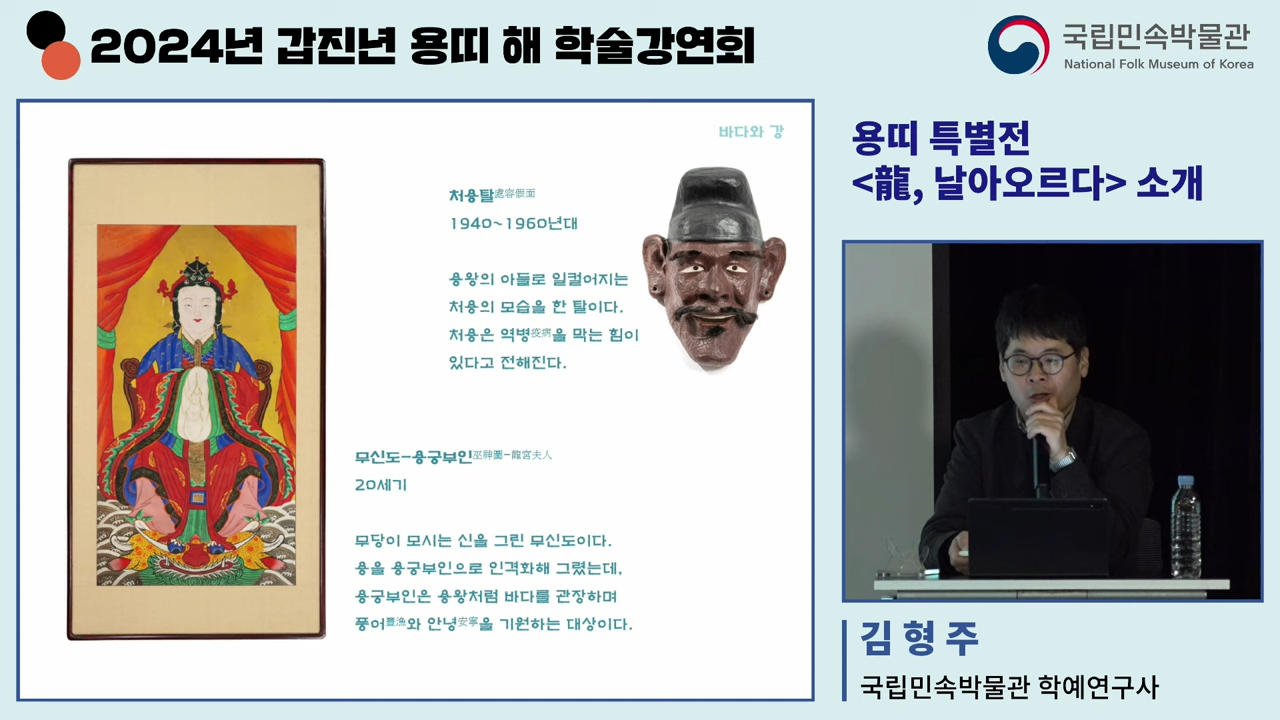 2024년 갑진년 용띠 해 학술강연회
국립민속박물관
National Folk Museum of Korea
바다와 강
처용탈處容假面
1940~1960년대
용왕의 아들로 일컬어지는
처용의 모습을 한 탈이다.
처용은 역병疫病을 막는 힘이
있다고 전해진다.
무신도-용궁부인巫神圖-龍宮夫人
20세기
무당이 모시는 신을 그린 무신도이다.
용을 용궁부인으로 인격화해 그렸는데,
용궁부인은 용왕처럼 바다를 관장하며
풍어豊漁와 안녕安寧을 기원하는 대상이다.
용띠 특별전
<龍, 날아오르다> 소개
김형주
국립민속박물관 학예연구사